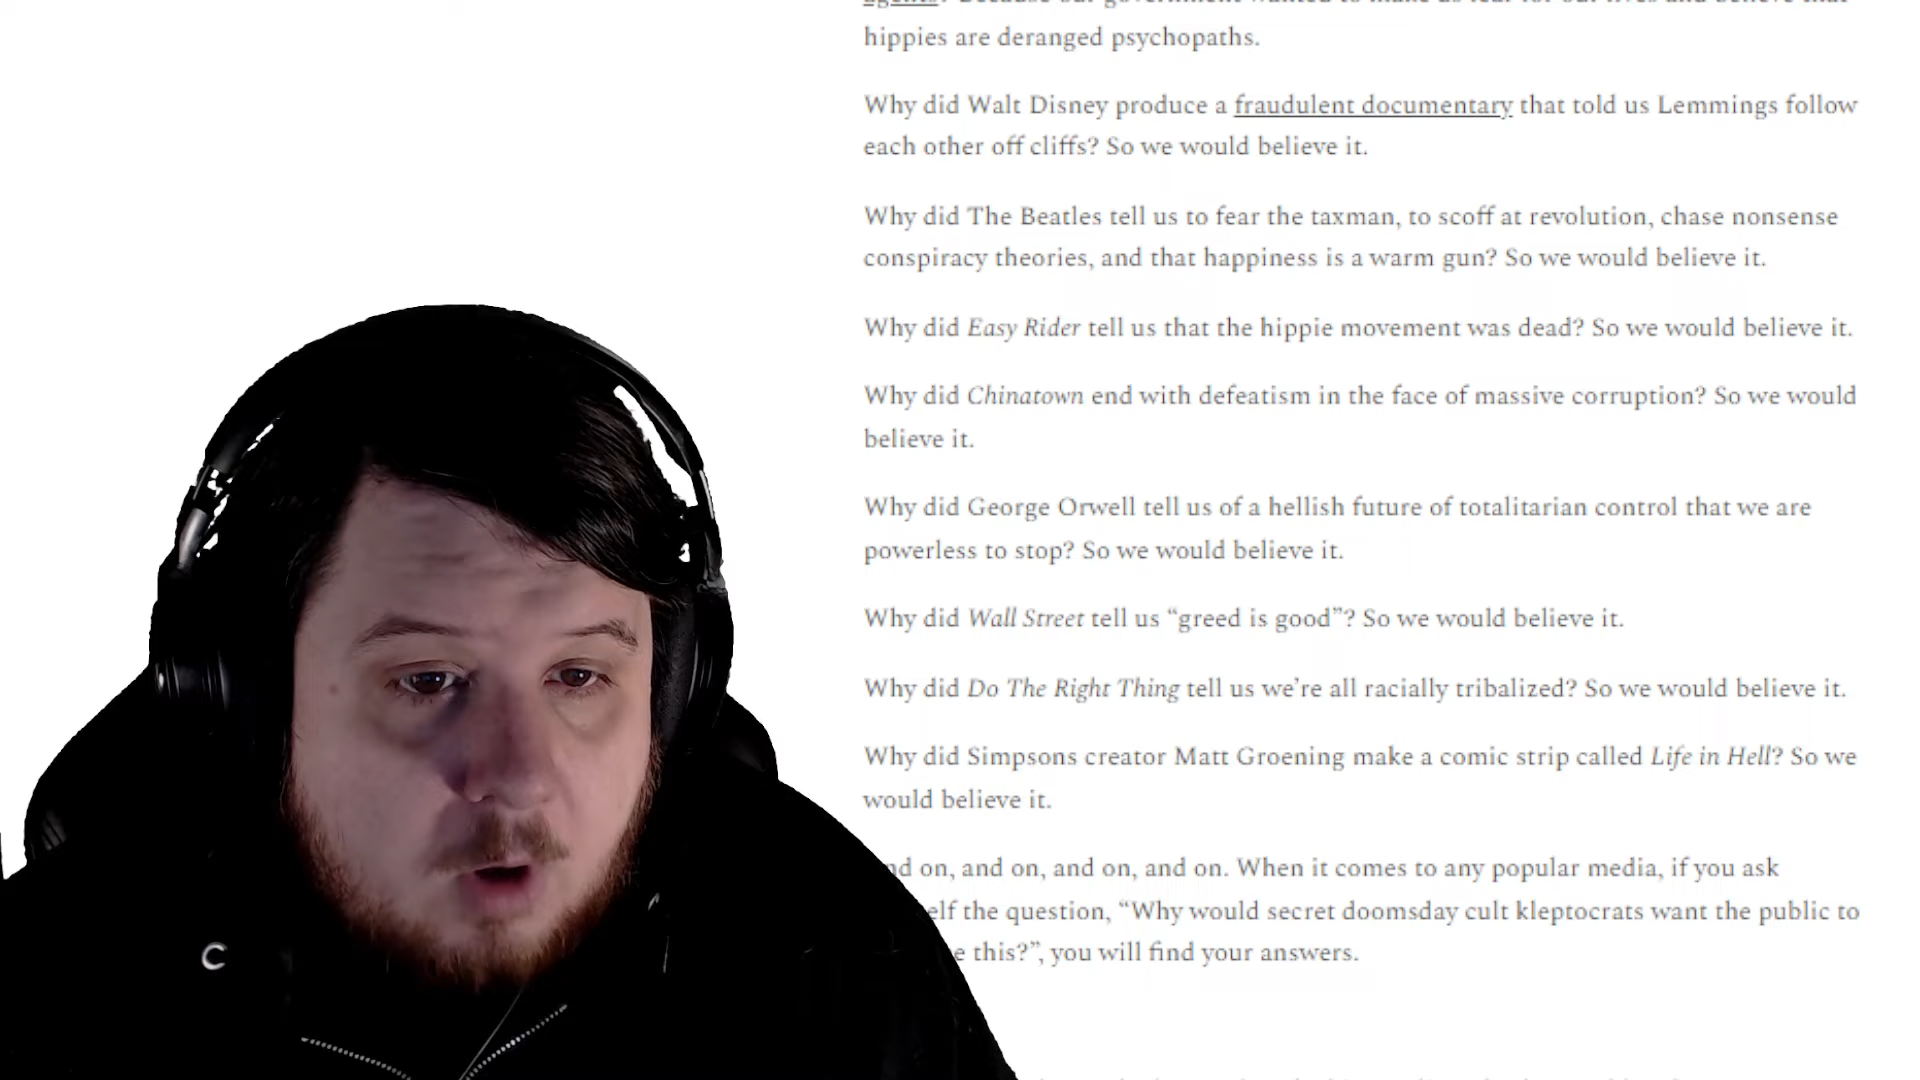 hippies are deranged psychopaths.
Why did Walt Disney produce a fraudulent documentary that told us Lemmings follow
each other off cliffs? So we would believe it.
Why did The Beatles tell us to fear the taxman, to scoff at revolution, chase nonsense
conspiracy theories, and that happiness is a warm gun? So we would believe it.
Why did Easy Rider tell us that the hippie movement was dead? So we would believe it.
Why did Chinatown end with defeatism in the face of massive corruption? So we would
believe it.
Why did George Orwell tell us of a hellish future of totalitarian control that we are
powerless to stop? So we would believe it.
Why did Wall Street tell us “greed is good”? So we would believe it.
Why did Do The Right Thing tell us we’re all racially tribalized? So we would believe it.
Why did Simpsons creator Matt Groening make a comic strip called Life in Hell? So we
would believe it.
on, and on, and on, and on. When it comes to any popular media, if you ask
the question, “Why would secret doomsday cult kleptocrats want the public to
this?”, you will find your answers.